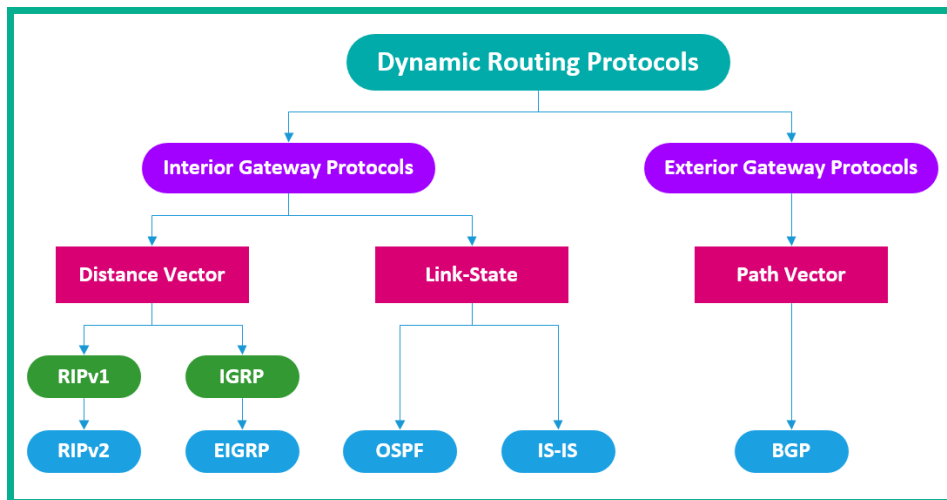 Dynamic Routing Protocols
Interior Gateway Protocols
Exterior Gateway Protocols
Distance Vector
Link-State
Path Vector
RIPv1
IGRP
RIPv2
EIGRP
OSPF
IS-IS
BGP